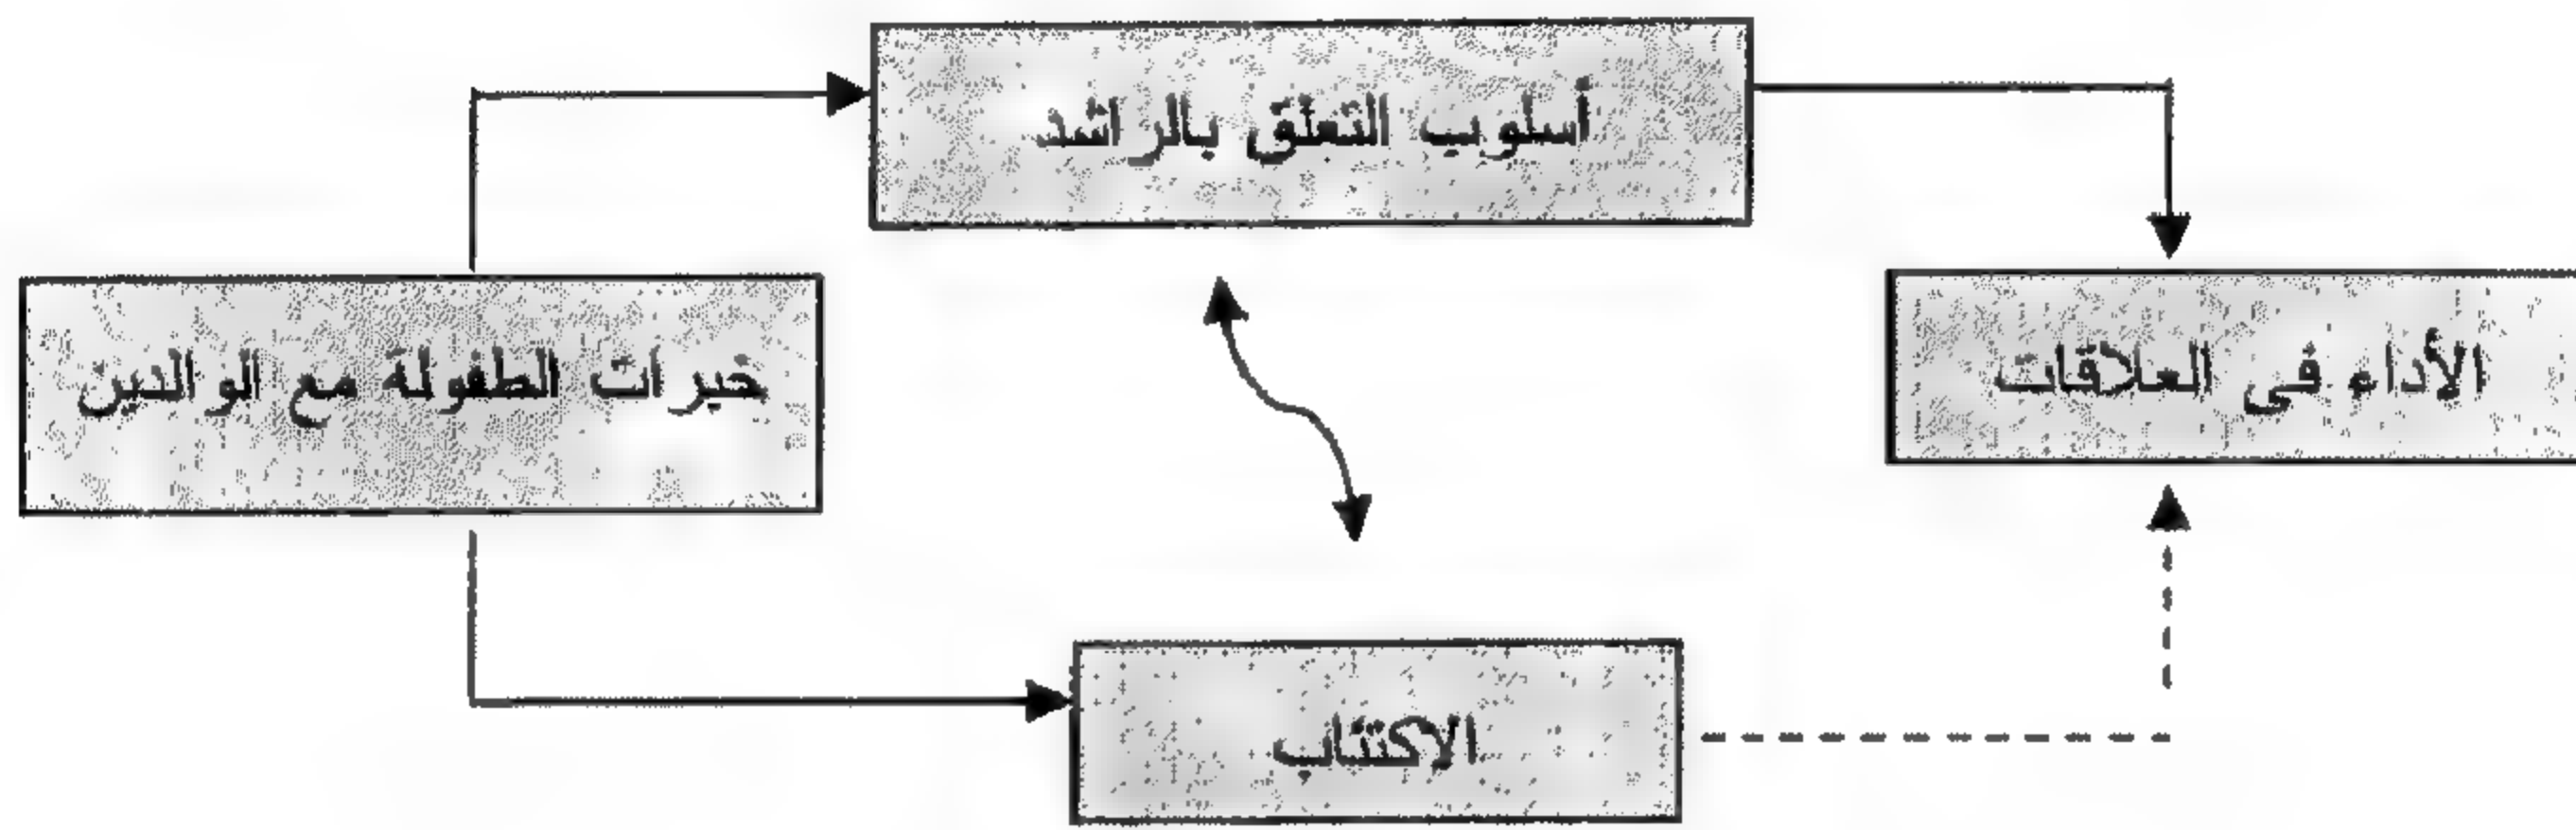 أسلوب التعلق بالراشد
خبرات الطفولة مع الوالدين
الأداء فى العلاقات
الاكتئاب